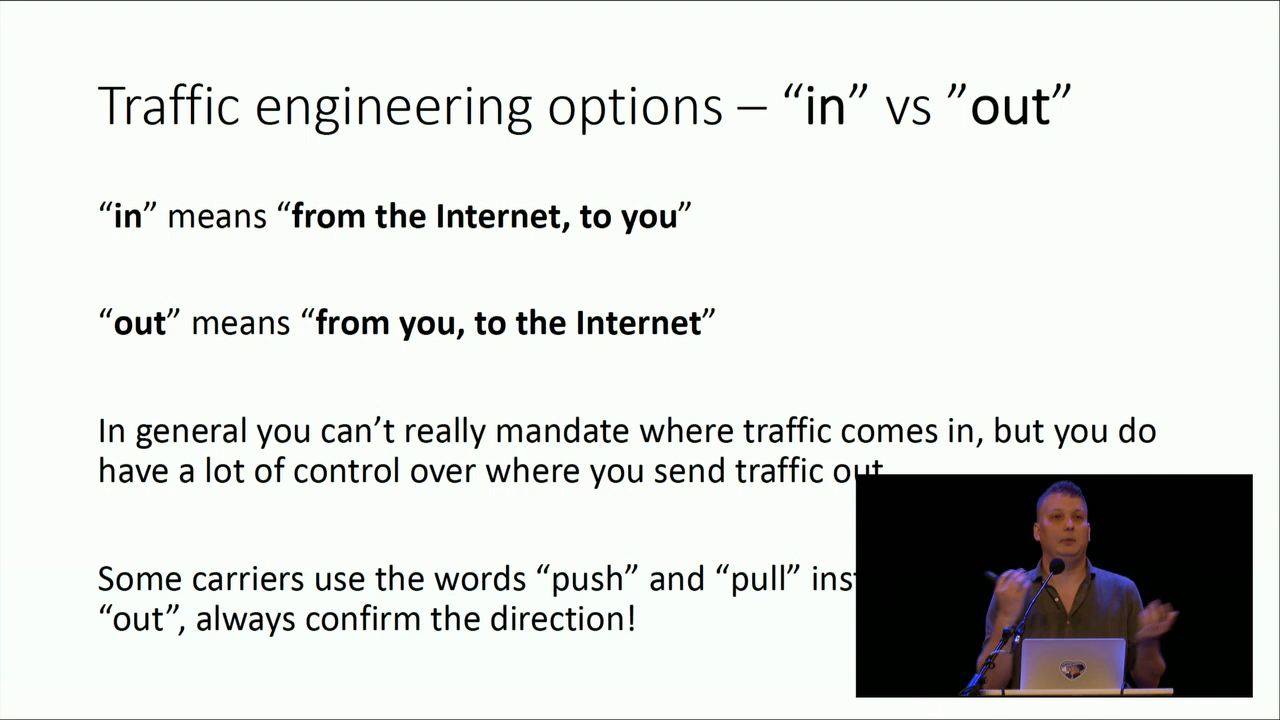 Traffic engineering options – “in” vs ”out”
“in” means “from the Internet, to you”
“out” means “from you, to the Internet”
In general you can’t really mandate where traffic comes in, but you do
have a lot of control over where you send traffic out
Some carriers use the words “push” and “pull”
“out”, always confirm the direction!